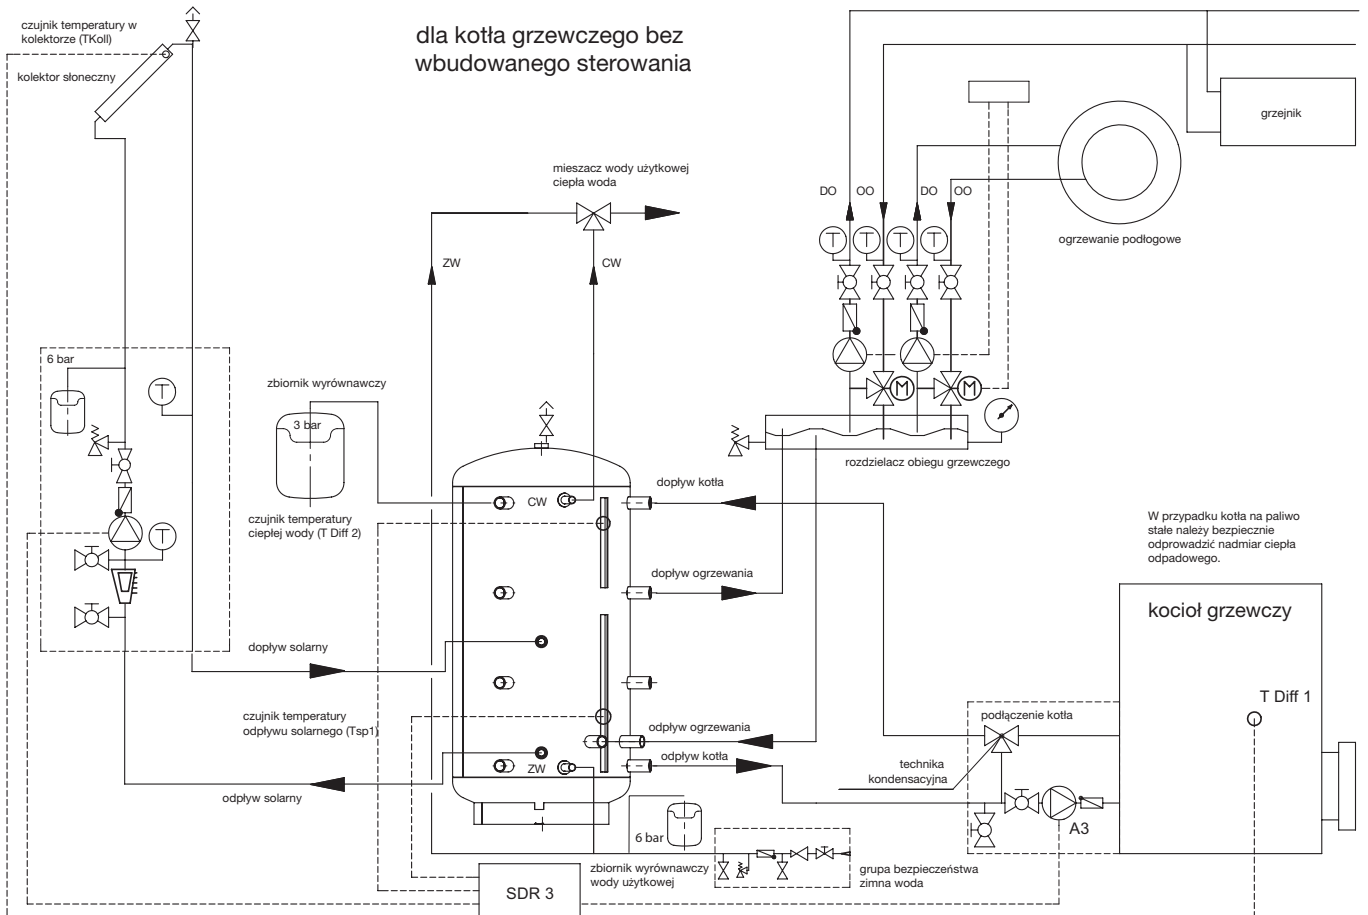 czujnik temperatury w
kolektorze (TKoll)
kolektor słoneczny
dla kotła grzewczego bez
wbudowanego sterowania
grzejnik
mieszacz wody użytkowej
ciepła woda
DO
OO
DO
OO
ogrzewanie podłogowe
T
T
T
T
ZW
CW
6 bar
T
zbiornik wyrównawczy
3 bar
M
M
rozdzielacz obiegu grzewczego
dopływ kotła
CW
czujnik temperatury
ciepłej wody (T Diff 2)
W przypadku kotła na paliwo
stałe należy bezpiecznie
odprowadzić nadmiar ciepła
odpadowego.
T
dopływ ogrzewania
kocioł grzewczy
dopływ solarny
T Diff 1
czujnik temperatury
odpływu solarnego (Tsp1)
odpływ ogrzewania
podłączenie kotła
odpływ kotła
technika
kondensacyjna
ZW
odpływ solarny
A3
6 bar
zbiornik wyrównawczy
wody użytkowej
grupa bezpieczeństwa
zimna woda
SDR 3